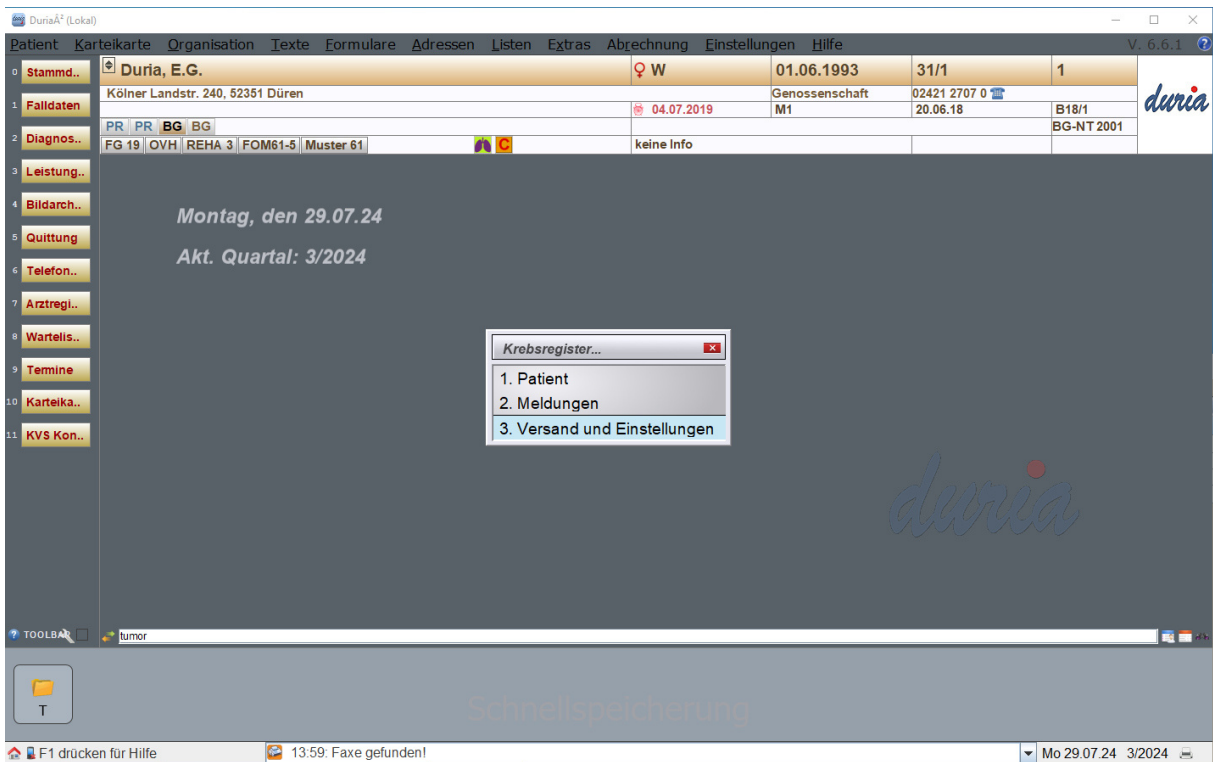 DuriaÂ² (Lokal)
Patient Karteikarte Organisation Texte Formulare Adressen Listen Extras Abrechnung Einstellungen Hilfe V. 6.6.1 ?
0 Stammd..
1 Falldaten
2 Diagnos..
3 Leistung..
4 Bildarch..
5 Quittung
6 Telefon..
7 Arztregi..
8 Wartelis..
9 Termine
10 Karteika..
11 KVS Kon..
Duria, E.G. ♀ W 01.06.1993 31/1 1
Kölner Landstr. 240, 52351 Düren Genossenschaft 02421 2707 0
04.07.2019 M1 20.06.18 B18/1
PR PR BG BG BG-NT 2001
FG 19 OVH REHA 3 FOM61-5 Muster 61 C keine Info
duria
Montag, den 29.07.24
Akt. Quartal: 3/2024
Krebsregister...
1. Patient
2. Meldungen
3. Versand und Einstellungen
duria
? TOOLBAR tumor
T
Schnellspeicherung
F1 drücken für Hilfe 13:59: Faxe gefunden! Mo 29.07.24 3/2024